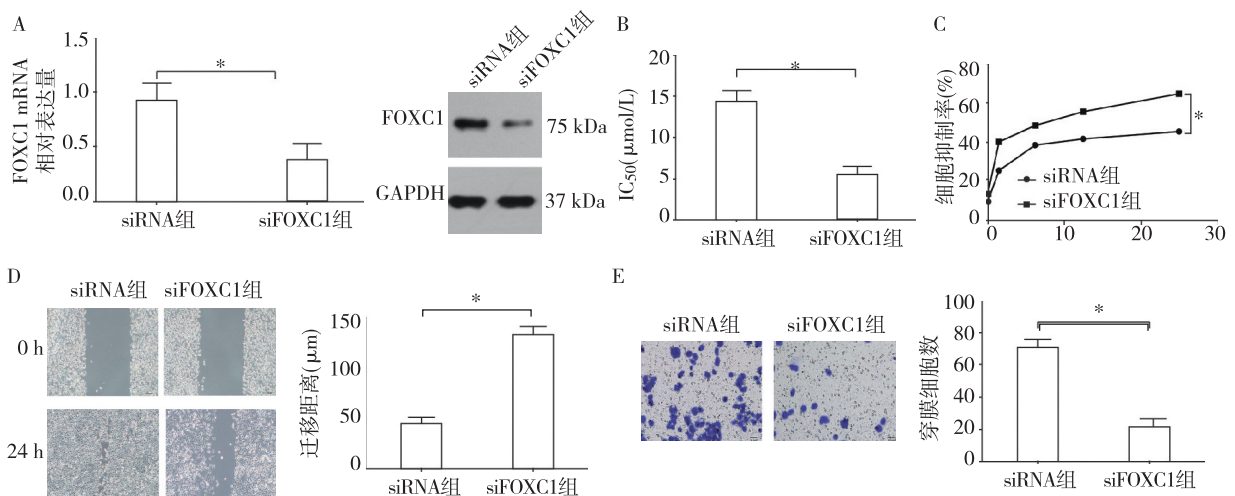 A
FOXC1 mRNA
相对表达量
1.5
1.0
0.5
0.0
*
siRNA组
siFOXC1组
siRNA组
siFOXC1组
FOXC1
75 kDa
GAPDH
37 kDa
B
IC50(μmol/L)
20
15
10
5
0
*
siRNA组
siFOXC1组
C
细胞抑制率(%)
80
60
40
20
0
*
siRNA组
siFOXC1组
0
10
20
30
D
siRNA组
siFOXC1组
0 h
24 h
迁移距离(μm)
150
100
50
0
*
siRNA组
siFOXC1组
E
siRNA组
siFOXC1组
穿膜细胞数
100
80
60
40
20
0
*
siRNA组
siFOXC1组